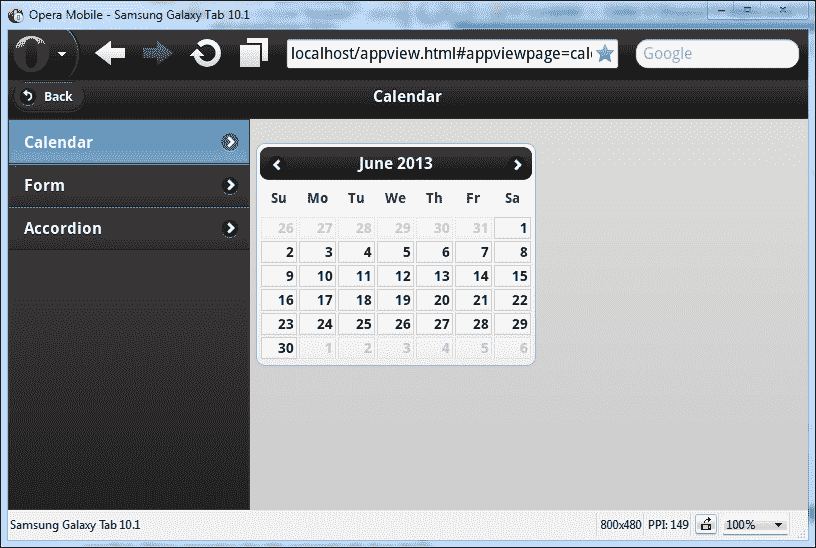 Opera Mobile - Samsung Galaxy Tab 10.1
localhost/appview.html#appviewpage=cal
Google
Back
Calendar
Calendar
Form
Accordion
June 2013
Su Mo Tu We Th Fr Sa
26 27 28 29 30 31 1
2 3 4 5 6 7 8
9 10 11 12 13 14 15
16 17 18 19 20 21 22
23 24 25 26 27 28 29
30 1 2 3 4 5 6
Samsung Galaxy Tab 10.1 800x480 PPI: 149 100%